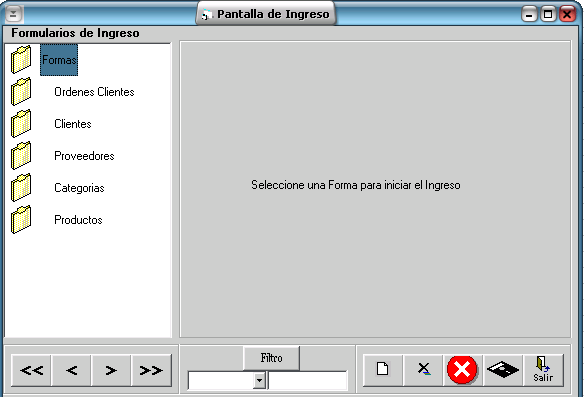 Pantalla de Ingreso
Formularios de Ingreso
Formas
Ordenes Clientes
Clientes
Proveedores
Categorias
Productos
Seleccione una Forma para iniciar el Ingreso
Filtro
<< < > >>
Salir